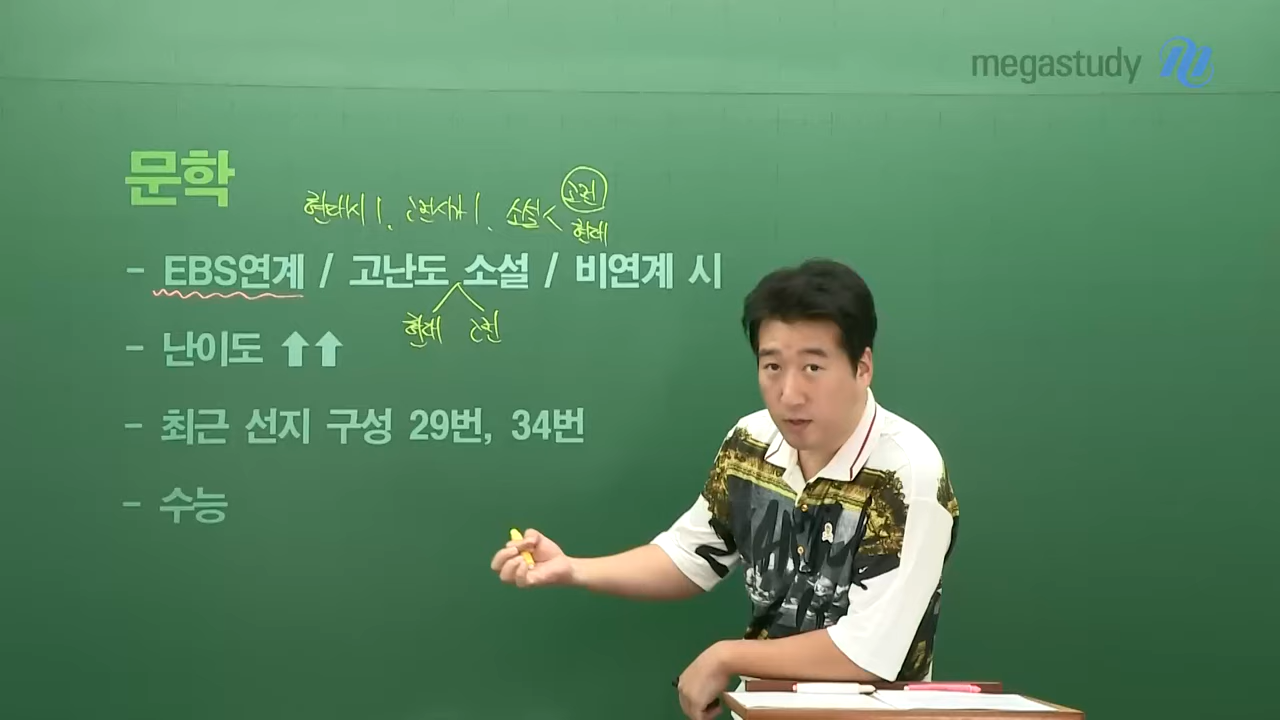 megastudy
문학
현대시 1, 고전시가 1, 소설 < 고전
현대
- EBS연계 / 고난도 소설 / 비연계 시
현대 고전
- 난이도 ⬆⬆
- 최근 선지 구성 29번, 34번
- 수능